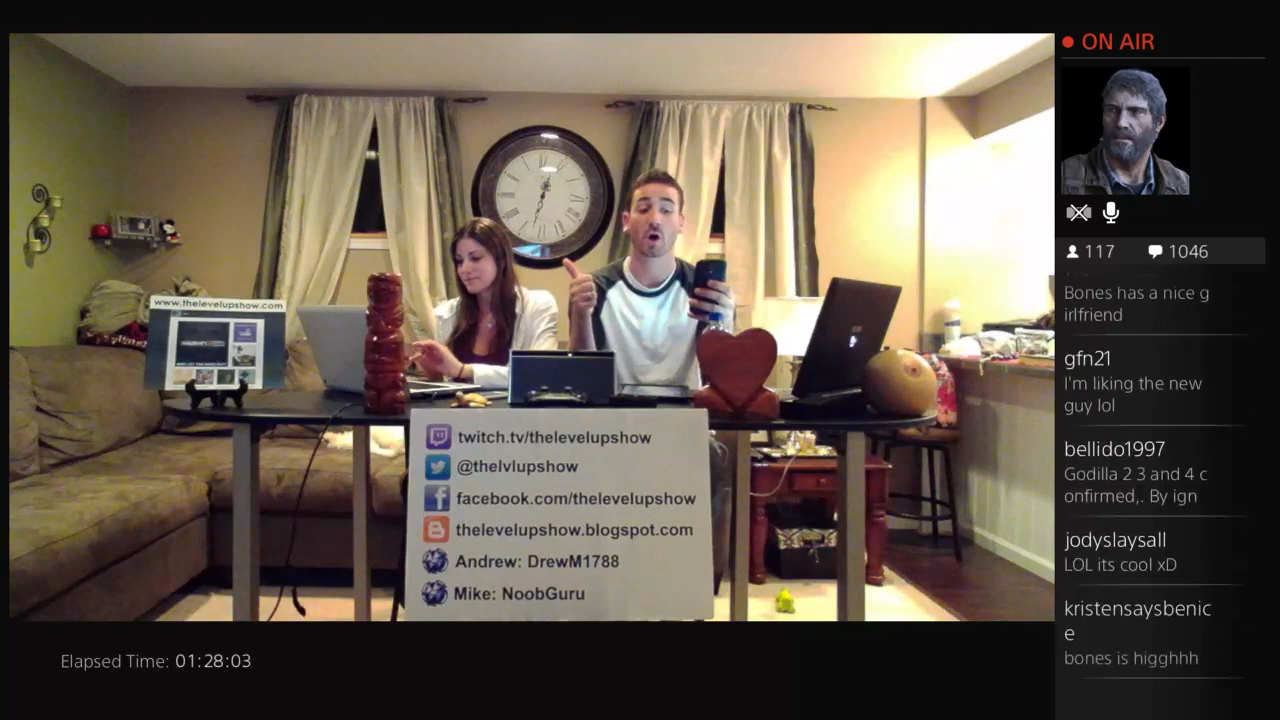 ON AIR
117 1046
Bones has a nice g
irlfriend
gfn21
I'm liking the new
guy lol
bellido1997
Godilla 2 3 and 4 c
onfirmed,. By ign
jodyslaysall
LOL its cool xD
kristensaysbenic
e
bones is higghhh
www.thelevelupshow.com
twitch.tv/thelevelupshow
@thelvlupshow
facebook.com/thelevelupshow
thelevelupshow.blogspot.com
Andrew: DrewM1788
Mike: NoobGuru
Elapsed Time: 01:28:03